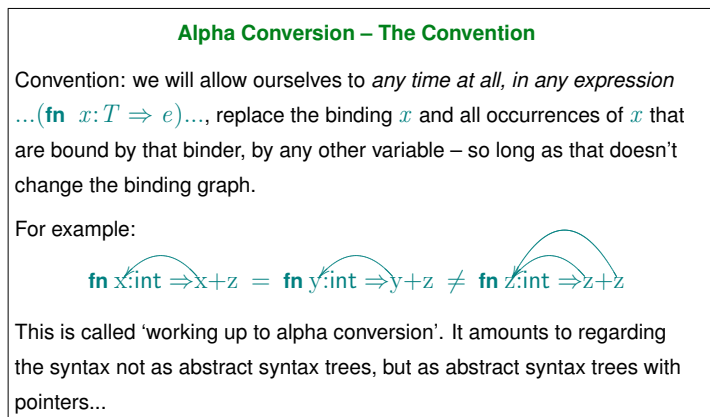 Alpha Conversion – The Convention
Convention: we will allow ourselves to any time at all, in any expression
...(fn x:T ⇒ e)..., replace the binding x and all occurrences of x that
are bound by that binder, by any other variable – so long as that doesn't
change the binding graph.
For example:
fn x:int ⇒x+z = fn y:int ⇒y+z ≠ fn z:int ⇒z+z
This is called ‘working up to alpha conversion’. It amounts to regarding
the syntax not as abstract syntax trees, but as abstract syntax trees with
pointers...